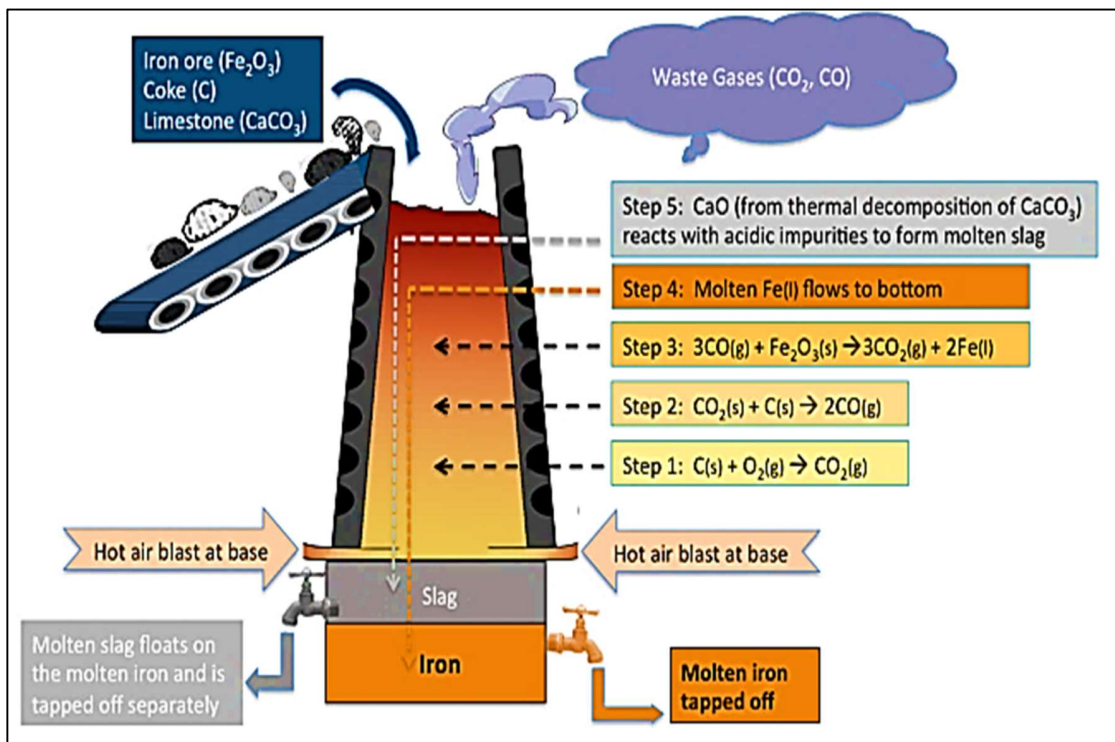 Iron ore (Fe₂O₃)
Coke (C)
Limestone (CaCO₃)
Waste Gases (CO₂, CO)
Step 5: CaO (from thermal decomposition of CaCO₃)
reacts with acidic impurities to form molten slag
Step 4: Molten Fe(l) flows to bottom
Step 3: 3CO(g) + Fe₂O₃(s) → 3CO₂(g) + 2Fe(l)
Step 2: CO₂(s) + C(s) → 2CO(g)
Step 1: C(s) + O₂(g) → CO₂(g)
Hot air blast at base
Hot air blast at base
Slag
Iron
Molten slag floats on
the molten iron and is
tapped off separately
Molten iron
tapped off